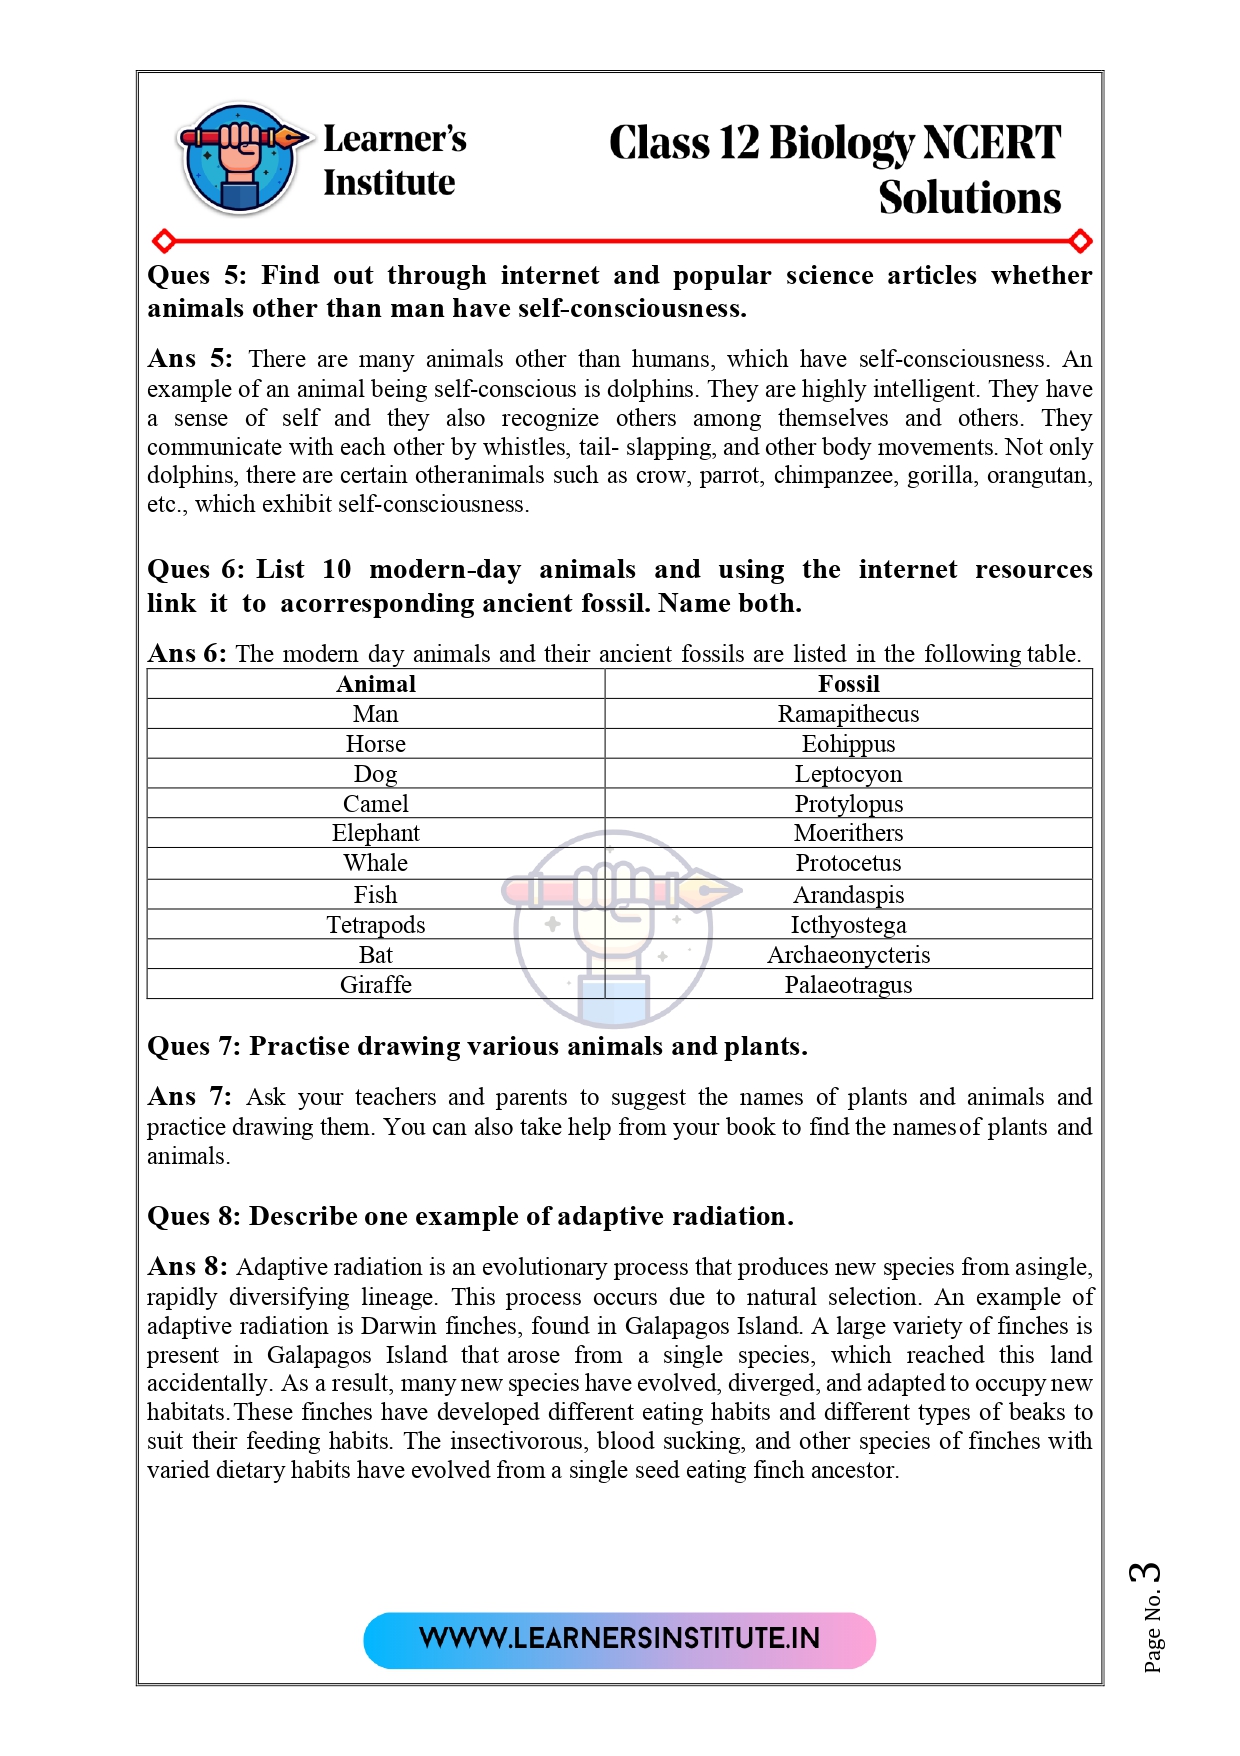 Learner's
Institute
Class 12 Biology NCERT
Solutions
Ques 5: Find out through internet and popular science articles whether
animals other than man have self-consciousness.
Ans 5: There are many animals other than humans, which have self-consciousness. An
example of an animal being self-conscious is dolphins. They are highly intelligent. They have
a sense of self and they also recognize others among themselves and others. They
communicate with each other by whistles, tail- slapping, and other body movements. Not only
dolphins, there are certain otheranimals such as crow, parrot, chimpanzee, gorilla, orangutan,
etc., which exhibit self-consciousness.
Ques 6: List 10 modern-day animals and using the internet resources
link it to acorresponding ancient fossil. Name both.
Ans 6: The modern day animals and their ancient fossils are listed in the following table.
Animal Fossil
Man Ramapithecus
Horse Eohippus
Dog Leptocyon
Camel Protylopus
Elephant Moerithers
Whale Protocetus
Fish Arandaspis
Tetrapods Icthyostega
Bat Archaeonycteris
Giraffe Palaeotragus
Ques 7: Practise drawing various animals and plants.
Ans 7: Ask your teachers and parents to suggest the names of plants and animals and
practice drawing them. You can also take help from your book to find the namesof plants and
animals.
Ques 8: Describe one example of adaptive radiation.
Ans 8: Adaptive radiation is an evolutionary process that produces new species from asingle,
rapidly diversifying lineage. This process occurs due to natural selection. An example of
adaptive radiation is Darwin finches, found in Galapagos Island. A large variety of finches is
present in Galapagos Island that arose from a single species, which reached this land
accidentally. As a result, many new species have evolved, diverged, and adapted to occupy new
habitats.These finches have developed different eating habits and different types of beaks to
suit their feeding habits. The insectivorous, blood sucking, and other species of finches with
varied dietary habits have evolved from a single seed eating finch ancestor.
WWW.LEARNERSINSTITUTE.IN
Page No. 3